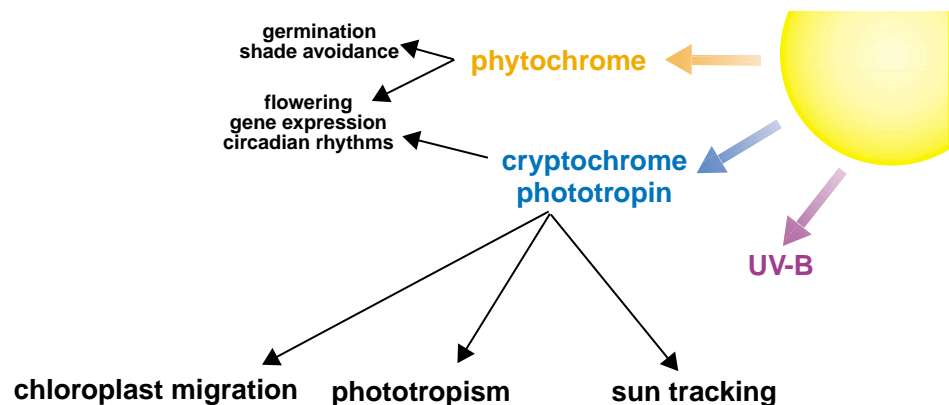 germination
shade avoidance
phytochrome
flowering
gene expression
circadian rhythms
cryptochrome
phototropin
UV-B
chloroplast migration
phototropism
sun tracking